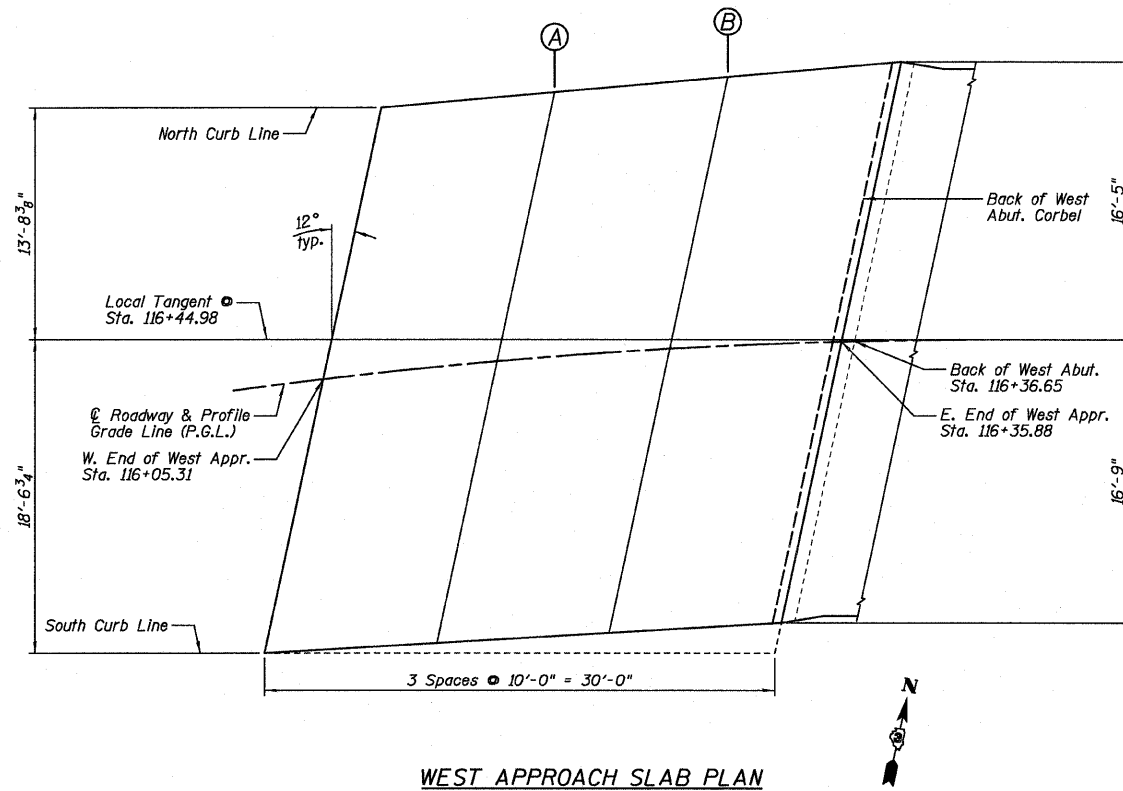 A
B
North Curb Line
13'-8 3/8"
12°
typ.
Back of West
Abut. Corbel
16'-5"
Local Tangent @
Sta. 116+44.98
℄ Roadway & Profile
Grade Line (P.G.L.)
W. End of West Appr.
Sta. 116+05.31
Back of West Abut.
Sta. 116+36.65
E. End of West Appr.
Sta. 116+35.88
18'-6 3/4"
16'-9"
South Curb Line
3 Spaces @ 10'-0" = 30'-0"
N
WEST APPROACH SLAB PLAN